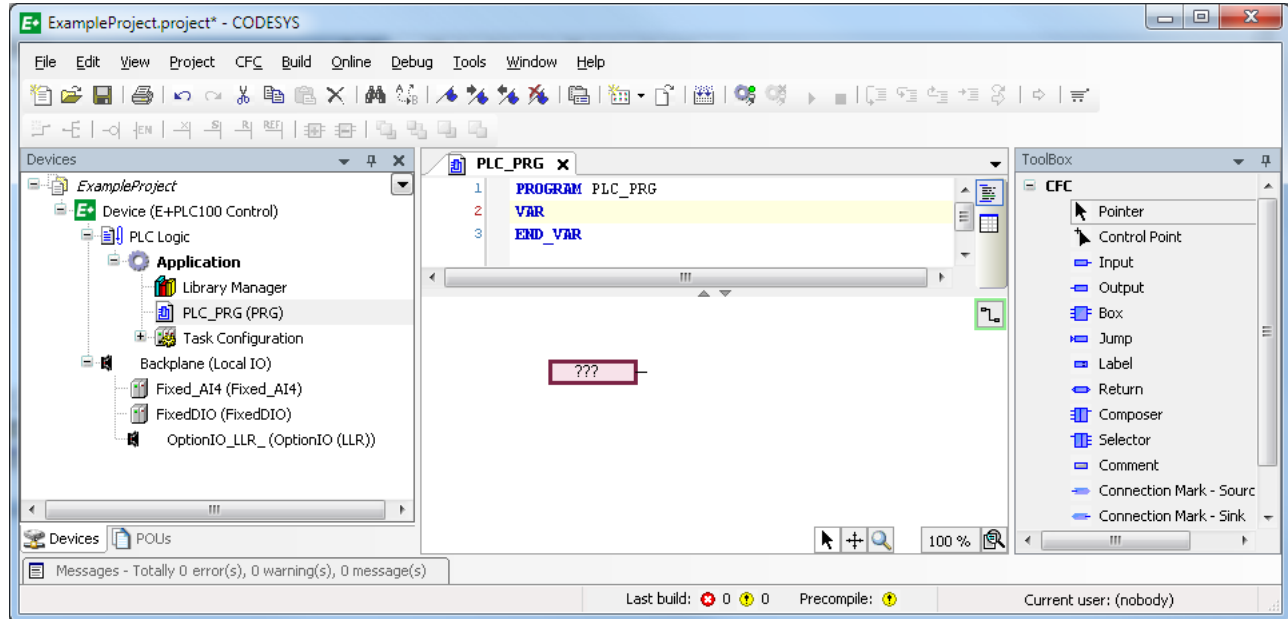 E+ ExampleProject.project* - CODESYS
File Edit View Project CFC Build Online Debug Tools Window Help
EN S R REF
Devices
ExampleProject
E+ Device (E+PLC100 Control)
PLC Logic
Application
Library Manager
PLC_PRG (PRG)
Task Configuration
Backplane (Local IO)
Fixed_AI4 (Fixed_AI4)
FixedDIO (FixedDIO)
OptionIO_LLR_ (OptionIO (LLR))
Devices POUs
PLC_PRG
1 PROGRAM PLC_PRG
2 VAR
3 END_VAR
???
100 %
ToolBox
CFC
Pointer
Control Point
Input
Output
Box
Jump
Label
Return
Composer
Selector
Comment
Connection Mark - Sourc
Connection Mark - Sink
Messages - Totally 0 error(s), 0 warning(s), 0 message(s)
Last build: 0 0 Precompile: Current user: (nobody)